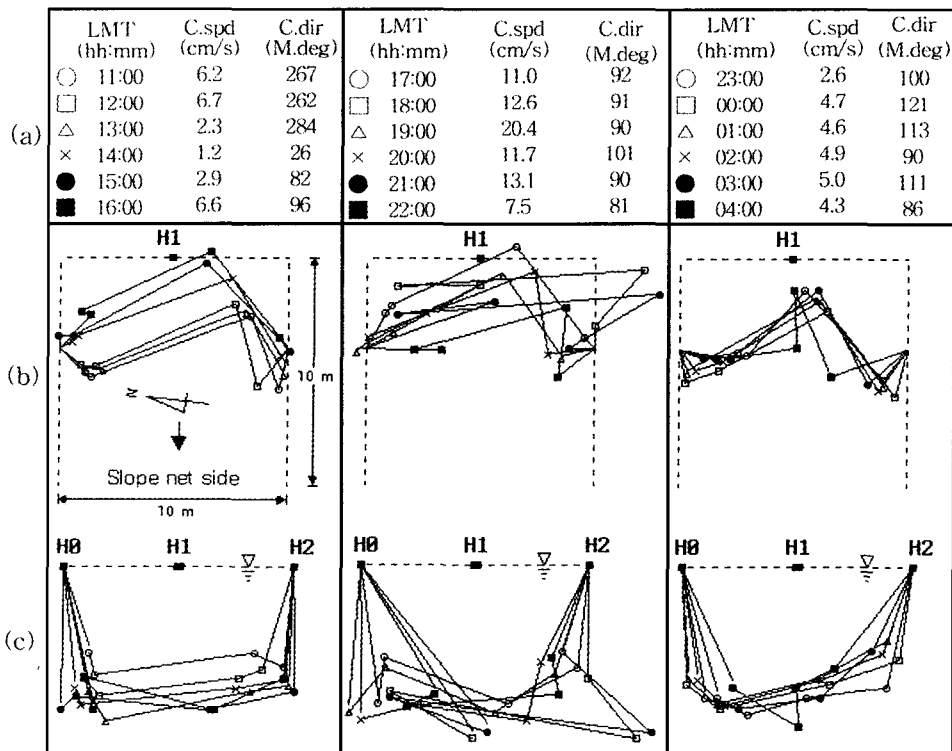 LMT C.spd C.dir LMT C.spd C.dir LMT C.spd C.dir
(hh:mm) (cm/s) (M.deg) (hh:mm) (cm/s) (M.deg) (hh:mm) (cm/s) (M.deg)
(a)
○ 11:00 6.2 267 ○ 17:00 11.0 92 ○ 23:00 2.6 100
□ 12:00 6.7 262 □ 18:00 12.6 91 □ 00:00 4.7 121
△ 13:00 2.3 284 △ 19:00 20.4 90 △ 01:00 4.6 113
× 14:00 1.2 26 × 20:00 11.7 101 × 02:00 4.9 90
● 15:00 2.9 82 ● 21:00 13.1 90 ● 03:00 5.0 111
■ 16:00 6.6 96 ■ 22:00 7.5 81 ■ 04:00 4.3 86
H1 H1 H1
(b)
10 m
N
Slope net side
10 m
H0 H1 H2 H0 H1 H2 H0 H1 H2
(c)